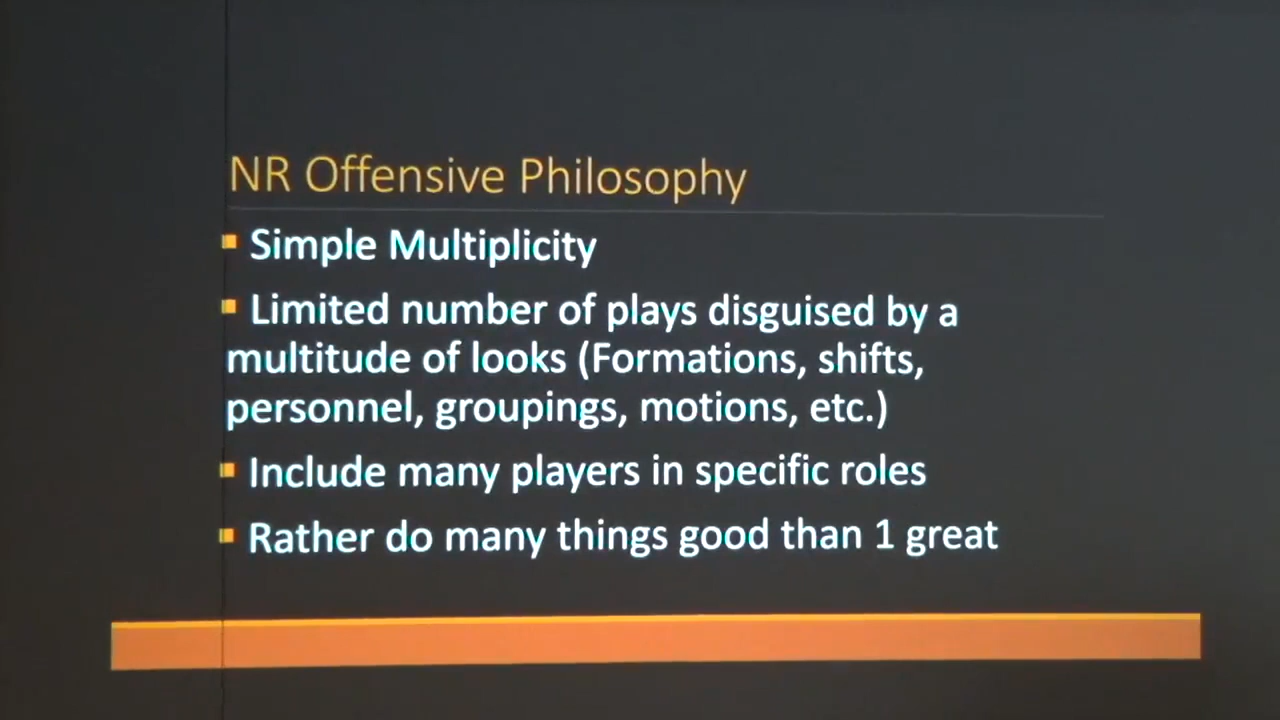 NR Offensive Philosophy
Simple Multiplicity
Limited number of plays disguised by a
multitude of looks (Formations, shifts,
personnel, groupings, motions, etc.)
Include many players in specific roles
Rather do many things good than 1 great